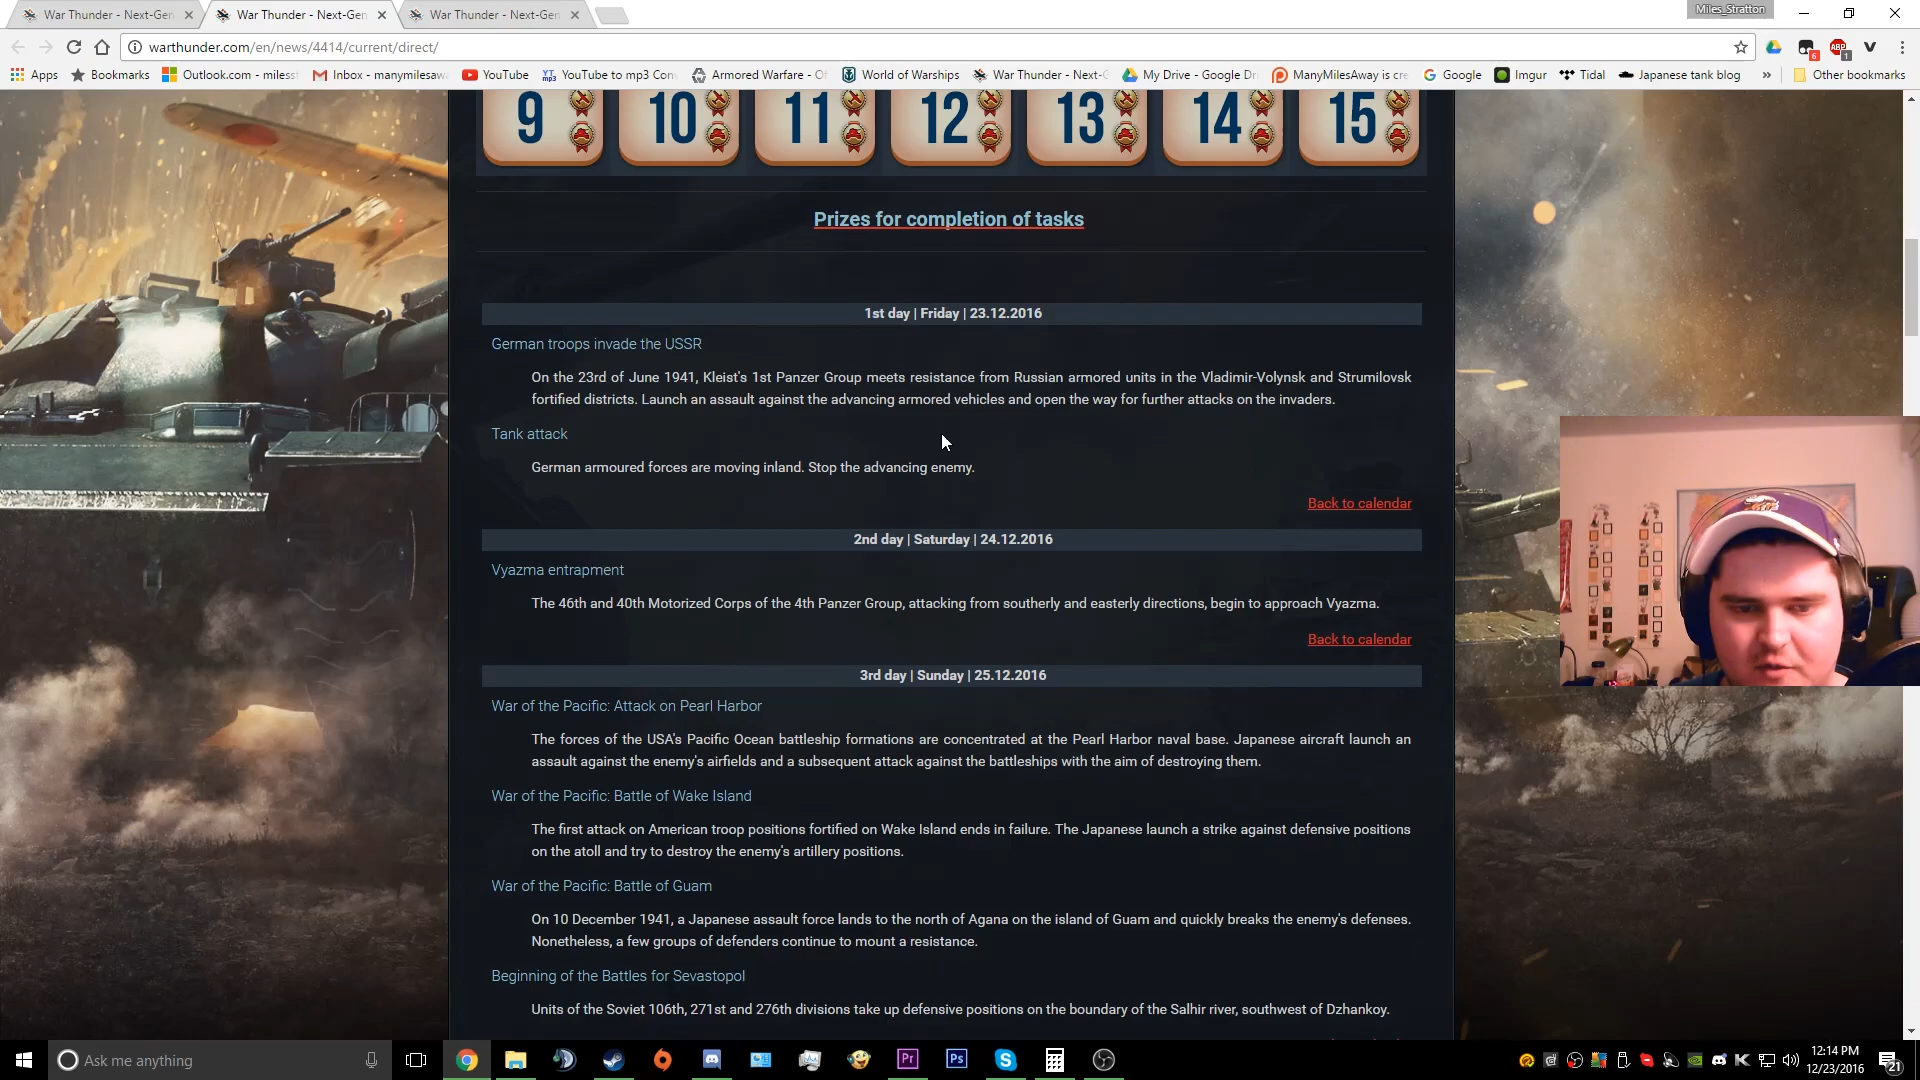 War Thunder - Next-Gen
War Thunder - Next-Gen
War Thunder - Next-Gen
Miles_Stratton
warthunder.com/en/news/4414/current/direct/
6
ABP
1
Apps
Bookmarks
Outlook.com - milesst
Inbox - manymilesaw
YouTube
YT mp3
YouTube to mp3 Con
Armored Warfare - Of
World of Warships
War Thunder - Next-G
My Drive - Google Dr
ManyMilesAway is cre
Google
Imgur
Tidal
Japanese tank blog
»
Other bookmarks
9
10
11
12
13
14
15
Prizes for completion of tasks
1st day | Friday | 23.12.2016
German troops invade the USSR
On the 23rd of June 1941, Kleist's 1st Panzer Group meets resistance from Russian armored units in the Vladimir-Volynsk and Strumilovsk
fortified districts. Launch an assault against the advancing armored vehicles and open the way for further attacks on the invaders.
Tank attack
German armoured forces are moving inland. Stop the advancing enemy.
Back to calendar
2nd day | Saturday | 24.12.2016
Vyazma entrapment
The 46th and 40th Motorized Corps of the 4th Panzer Group, attacking from southerly and easterly directions, begin to approach Vyazma.
Back to calendar
3rd day | Sunday | 25.12.2016
War of the Pacific: Attack on Pearl Harbor
The forces of the USA's Pacific Ocean battleship formations are concentrated at the Pearl Harbor naval base. Japanese aircraft launch an
assault against the enemy's airfields and a subsequent attack against the battleships with the aim of destroying them.
War of the Pacific: Battle of Wake Island
The first attack on American troop positions fortified on Wake Island ends in failure. The Japanese launch a strike against defensive positions
on the atoll and try to destroy the enemy's artillery positions.
War of the Pacific: Battle of Guam
On 10 December 1941, a Japanese assault force lands to the north of Agana on the island of Guam and quickly breaks the enemy's defenses.
Nonetheless, a few groups of defenders continue to mount a resistance.
Beginning of the Battles for Sevastopol
Units of the Soviet 106th, 271st and 276th divisions take up defensive positions on the boundary of the Salhir river, southwest of Dzhankoy.
Ask me anything
Pr
Ps
12:14 PM
12/23/2016
21